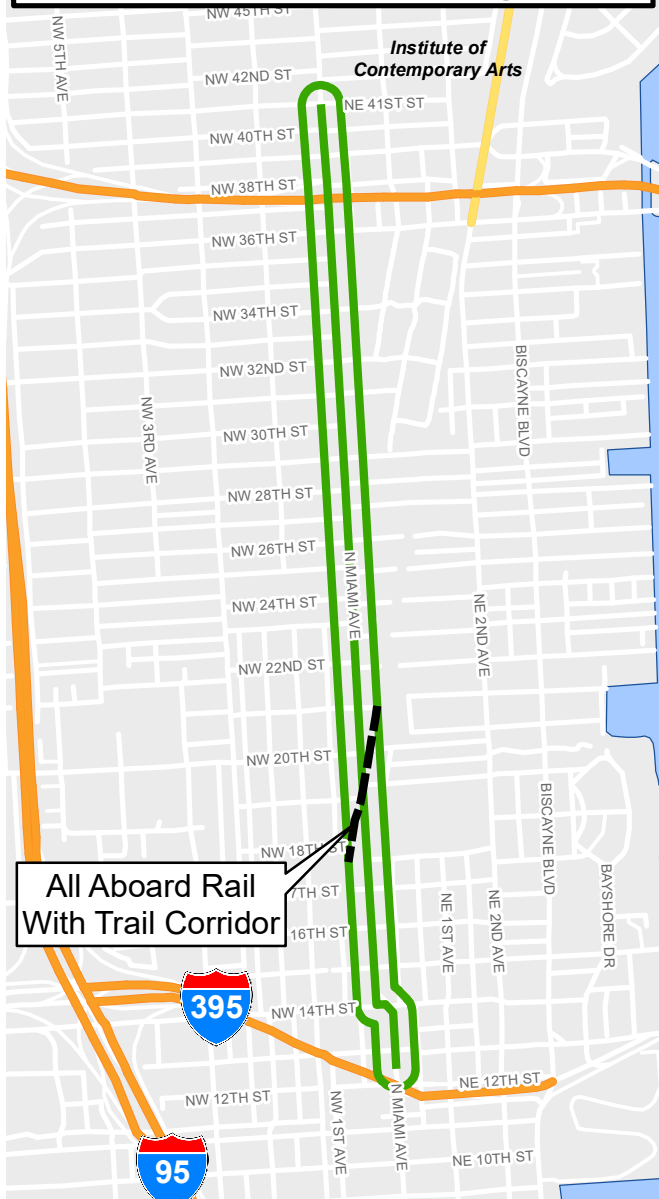 NW 45TH ST
NW 5TH AVE
Institute of
Contemporary Arts
NW 42ND ST
NE 41ST ST
NW 40TH ST
NW 38TH ST
NW 36TH ST
NW 34TH ST
BISCAYNE BLVD
NW 32ND ST
NW 3RD AVE
NW 30TH ST
NW 28TH ST
NW 26TH ST
N MIAMI AVE
NW 24TH ST
NE 2ND AVE
NW 22ND ST
NW 20TH ST
BISCAYNE BLVD
NW 18TH ST
All Aboard Rail
With Trail Corridor
7TH ST
BAYSHORE DR
NE 1ST AVE
NE 2ND AVE
16TH ST
395
NW 14TH ST
NE 12TH ST
NW 12TH ST
NW 1ST AVE
N MIAMI AVE
95
NE 10TH ST